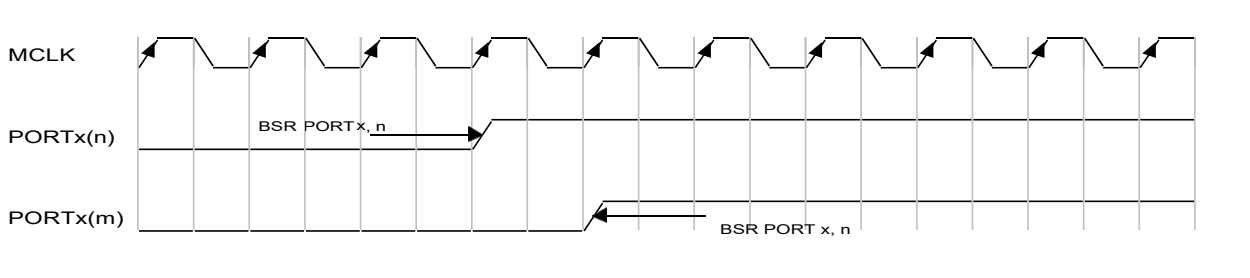 MCLK
BSR PORTx, n
PORTx(n)
PORTx(m)
BSR PORT x, n